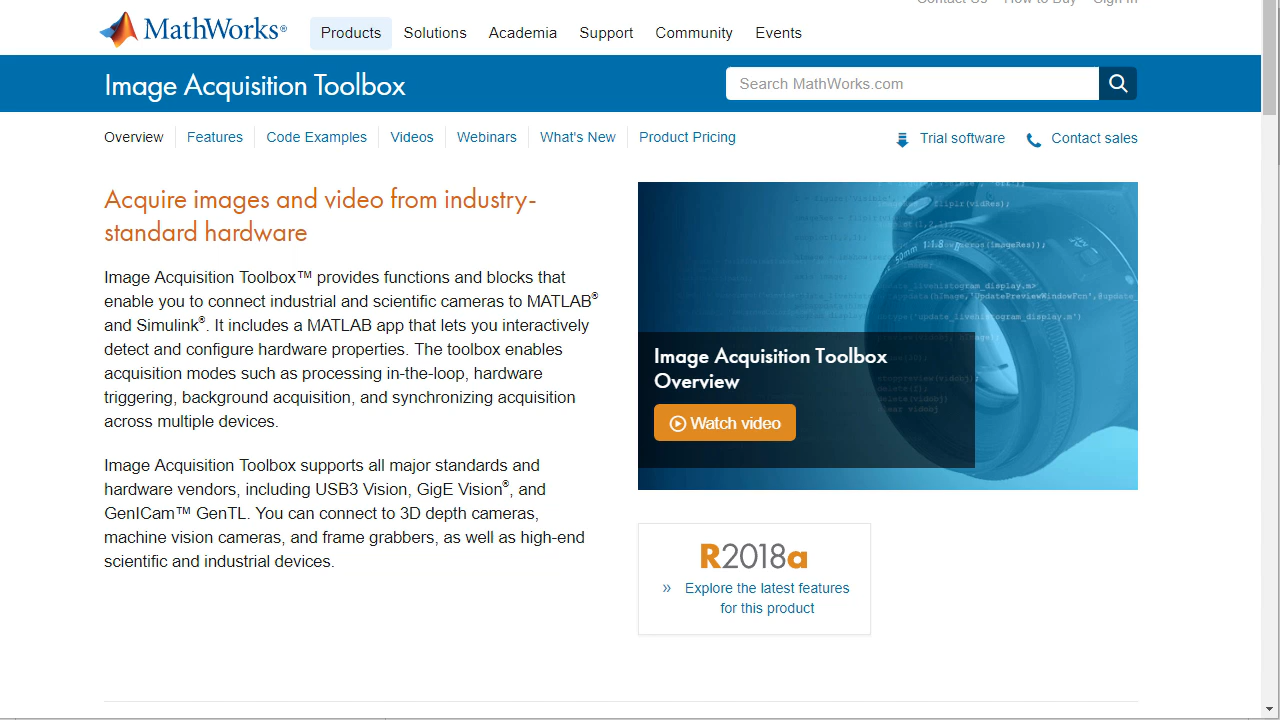 Contact Us How to Buy Sign In
MathWorks®
Products Solutions Academia Support Community Events
Image Acquisition Toolbox
Search MathWorks.com
Overview Features Code Examples Videos Webinars What's New Product Pricing
Trial software Contact sales
Acquire images and video from industry-
standard hardware
Image Acquisition Toolbox™ provides functions and blocks that
enable you to connect industrial and scientific cameras to MATLAB®
and Simulink®. It includes a MATLAB app that lets you interactively
detect and configure hardware properties. The toolbox enables
acquisition modes such as processing in-the-loop, hardware
triggering, background acquisition, and synchronizing acquisition
across multiple devices.
Image Acquisition Toolbox supports all major standards and
hardware vendors, including USB3 Vision, GigE Vision®, and
GenICam™ GenTL. You can connect to 3D depth cameras,
machine vision cameras, and frame grabbers, as well as high-end
scientific and industrial devices.
50mm 1:1.8
Image Acquisition Toolbox
Overview
Watch video
R2018a
» Explore the latest features
for this product